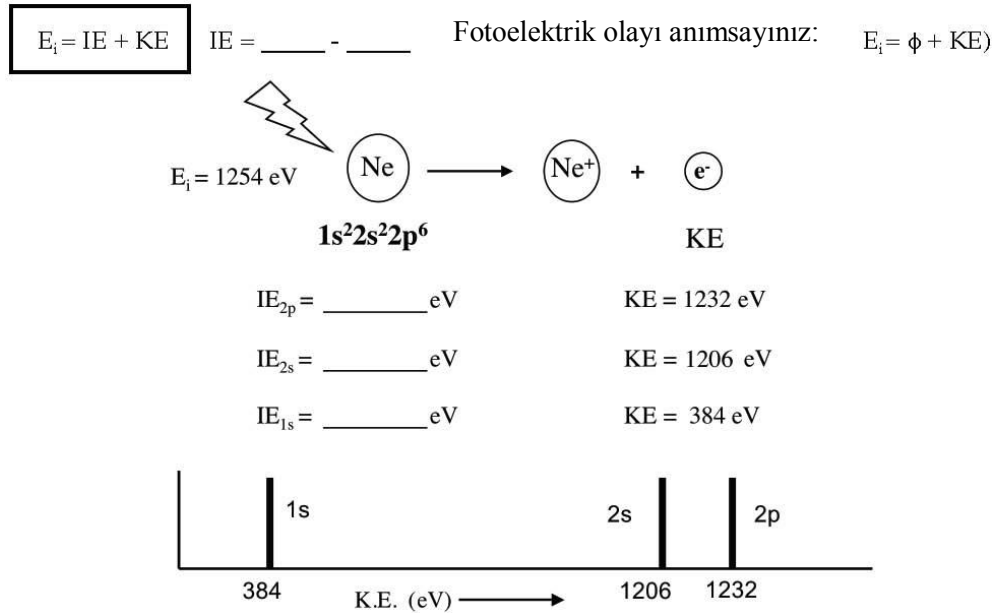 Eᵢ = IE + KE IE = _____ - _____ Fotoelektrik olayı anımsayınız: Eᵢ = ϕ + KE)
Eᵢ = 1254 eV Ne Ne⁺ + e⁻
1s²2s²2p⁶ KE
IE₂ₚ = ________ eV KE = 1232 eV
IE₂ₛ = ________ eV KE = 1206 eV
IE₁ₛ = ________ eV KE = 384 eV
1s 2s 2p
384 1206 1232
K.E. (eV)